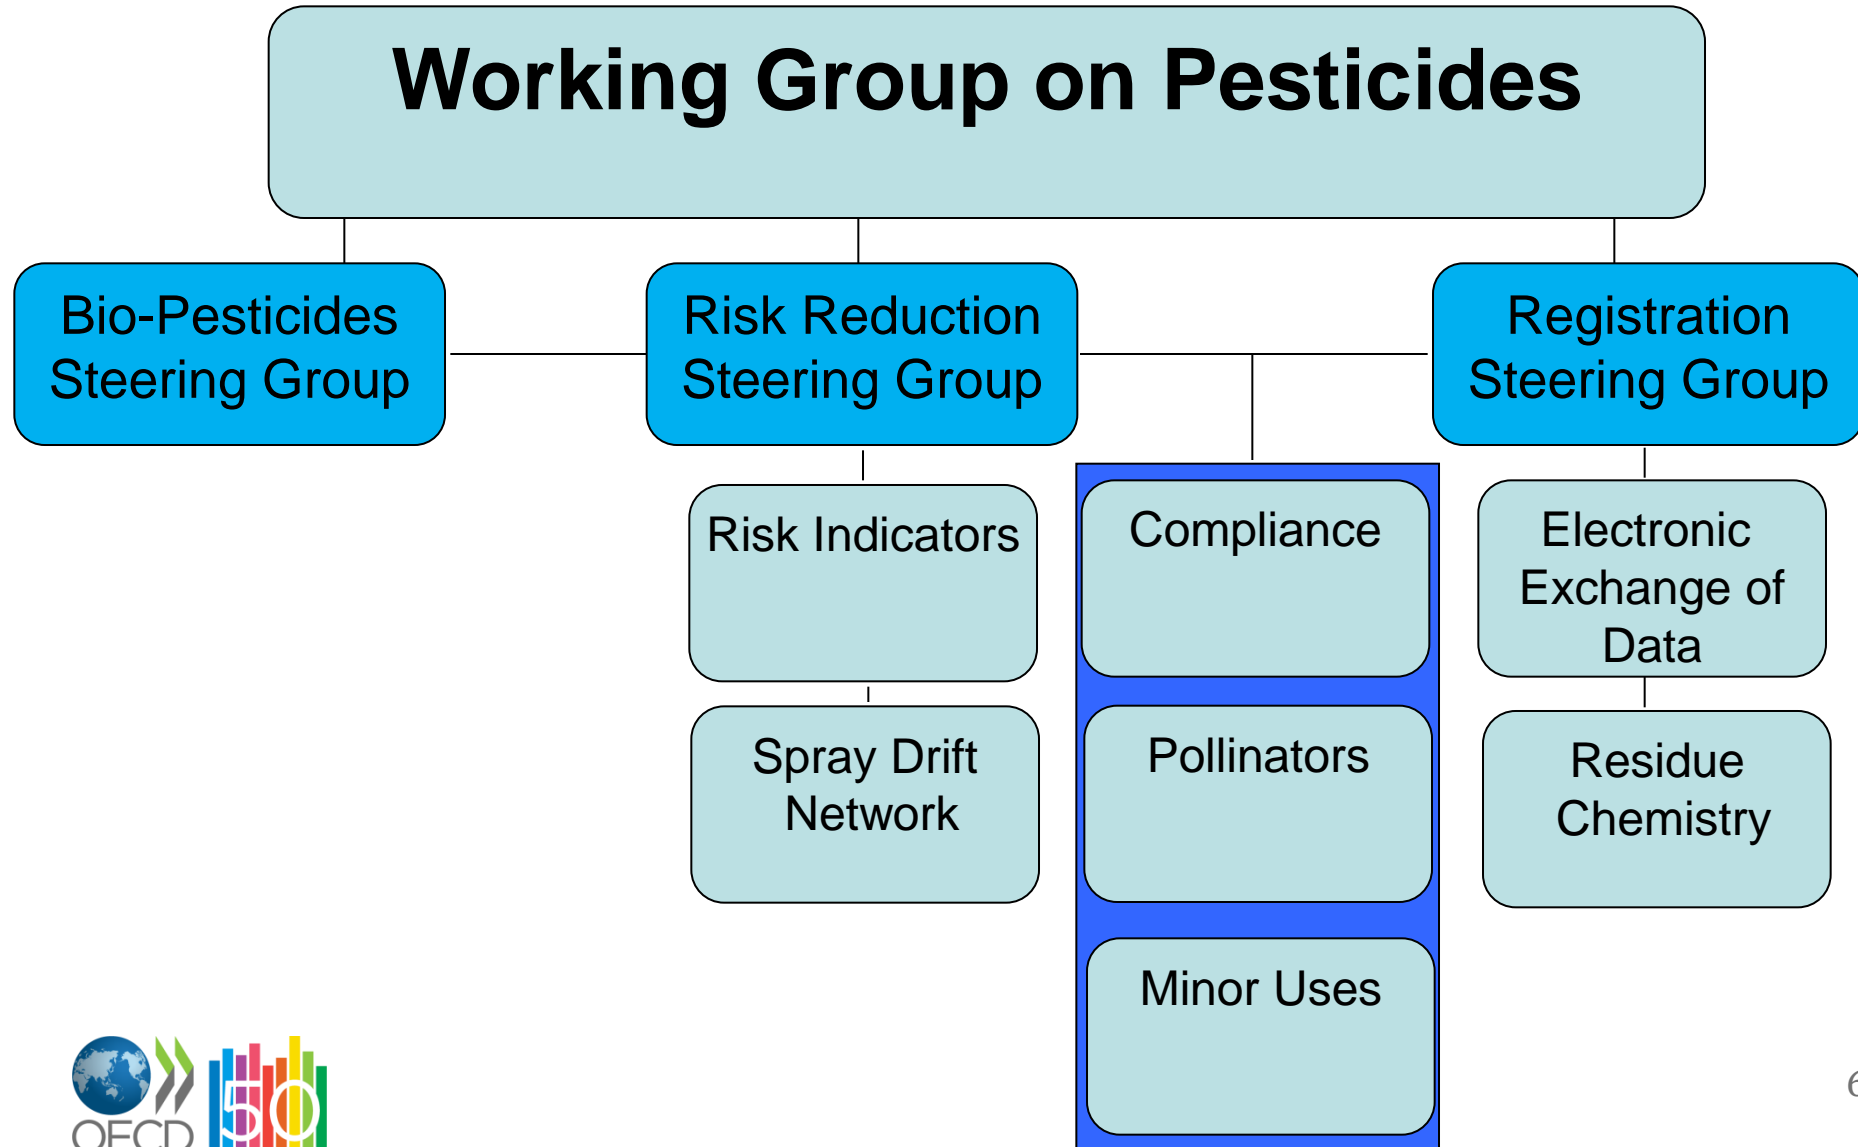 Working Group on Pesticides
Bio-Pesticides
Steering Group
Risk Reduction
Steering Group
Registration
Steering Group
Risk Indicators
Spray Drift
Network
Compliance
Pollinators
Minor Uses
Electronic
Exchange of
Data
Residue
Chemistry
OECD
50
6